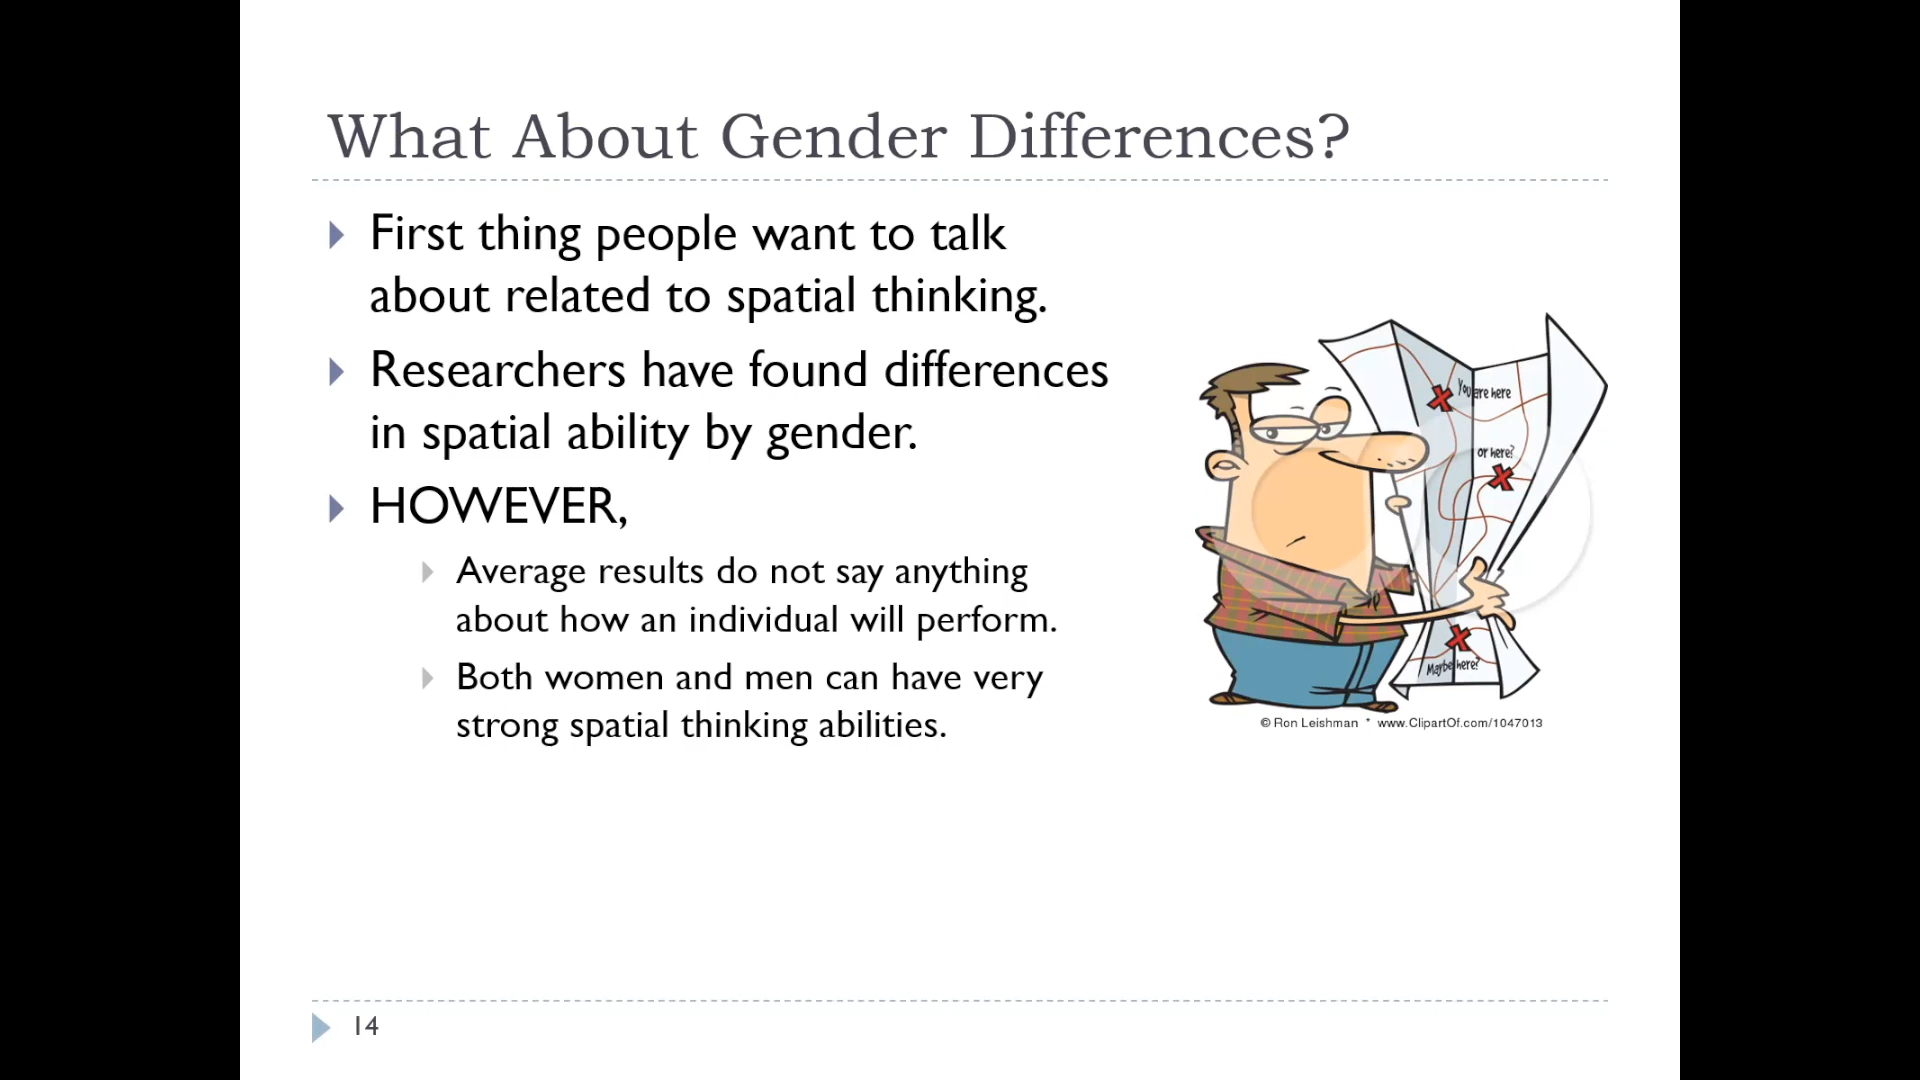 What About Gender Differences?
First thing people want to talk
about related to spatial thinking.
Researchers have found differences
in spatial ability by gender.
HOWEVER,
Average results do not say anything
about how an individual will perform.
Both women and men can have very
strong spatial thinking abilities.
You are here
or here?
Maybe here?
© Ron Leishman * www.ClipartOf.com/1047013
14